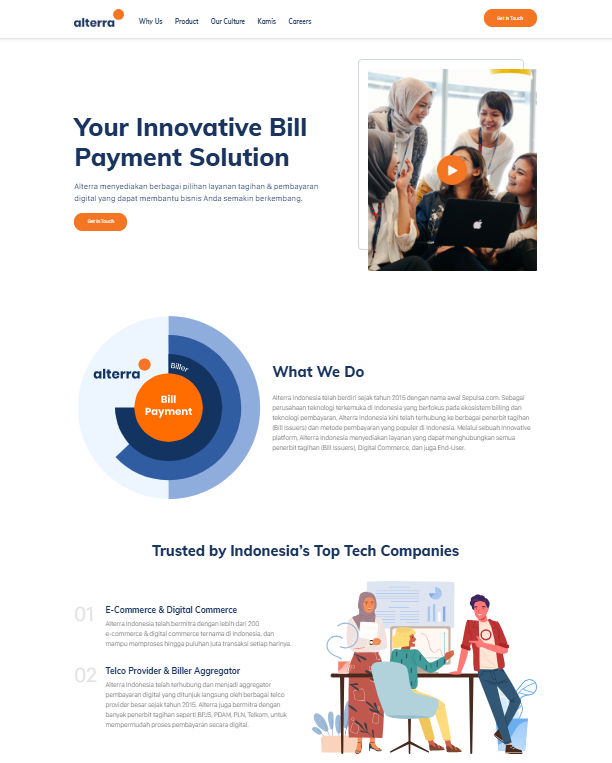 alterra
Why Us
Product
Our Culture
Kamis
Careers
Get in Touch
Your Innovative Bill
Payment Solution
Alterra menyediakan berbagai pilihan layanan tagihan & pembayaran
digital yang dapat membantu bisnis Anda semakin berkembang.
Get in Touch
alterra
Biller
Bill
Payment
What We Do
Alterra Indonesia telah berdiri sejak tahun 2015 dengan nama awal Sepulsa.com. Sebagai
perusahaan teknologi terkemuka di Indonesia yang berfokus pada ekosistem billing dan
teknologi pembayaran, Alterra Indonesia kini telah terhubung ke berbagai penerbit tagihan
(Bill Issuers) dan metode pembayaran yang populer di Indonesia. Melalui sebuah innovative
platform, Alterra Indonesia menyediakan layanan yang dapat menghubungkan semua
penerbit tagihan (Bill Issuers), Digital Commerce, dan juga End-User.
Trusted by Indonesia's Top Tech Companies
01
E-Commerce & Digital Commerce
Alterra Indonesia telah bermitra dengan lebih dari 200
e-commerce & digital commerce ternama di Indonesia, dan
mampu memproses hingga puluhan juta transaksi setiap harinya.
02
Telco Provider & Biller Aggregator
Alterra Indonesia telah terhubung dan menjadi aggregator
pembayaran digital yang ditunjuk langsung oleh berbagai telco
provider besar sejak tahun 2015. Alterra juga bermitra dengan
banyak penerbit tagihan seperti BPJS, PDAM, PLN, Telkom, untuk
mempermudah proses pembayaran secara digital.